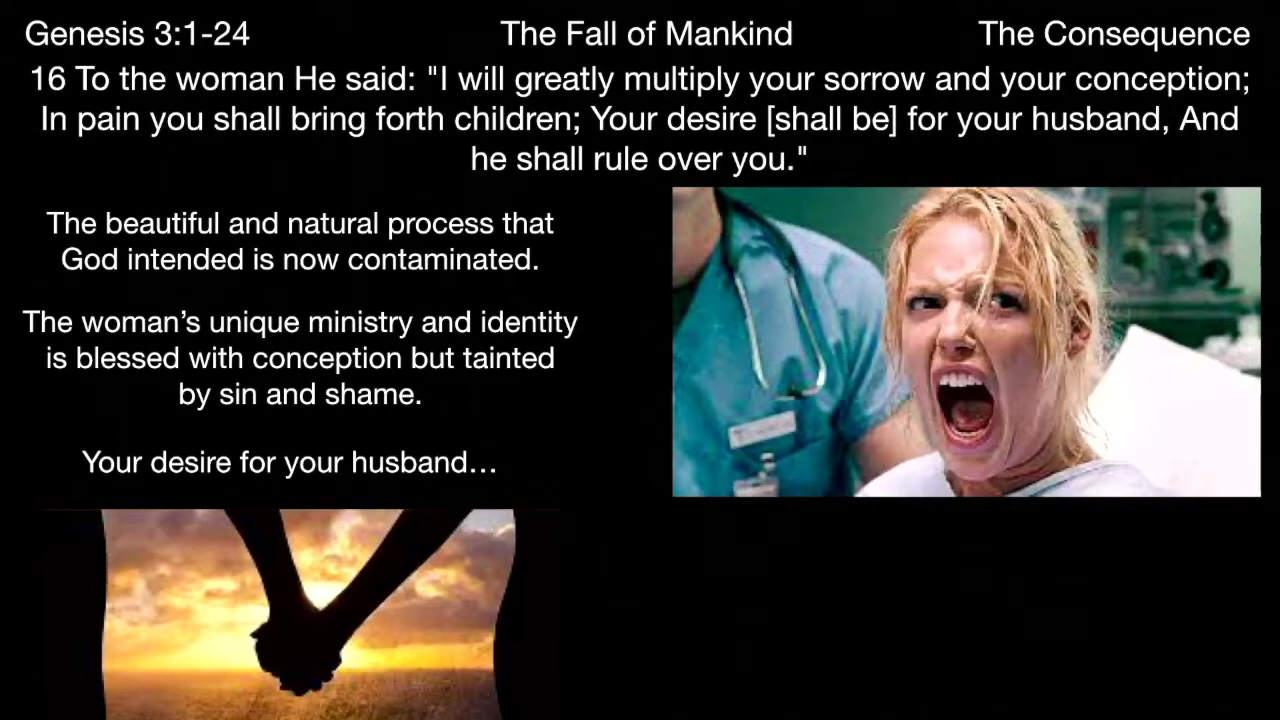 Genesis 3:1-24 The Fall of Mankind The Consequence
16 To the woman He said: "I will greatly multiply your sorrow and your conception;
In pain you shall bring forth children; Your desire [shall be] for your husband, And
he shall rule over you."
The beautiful and natural process that
God intended is now contaminated.
The woman’s unique ministry and identity
is blessed with conception but tainted
by sin and shame.
Your desire for your husband…